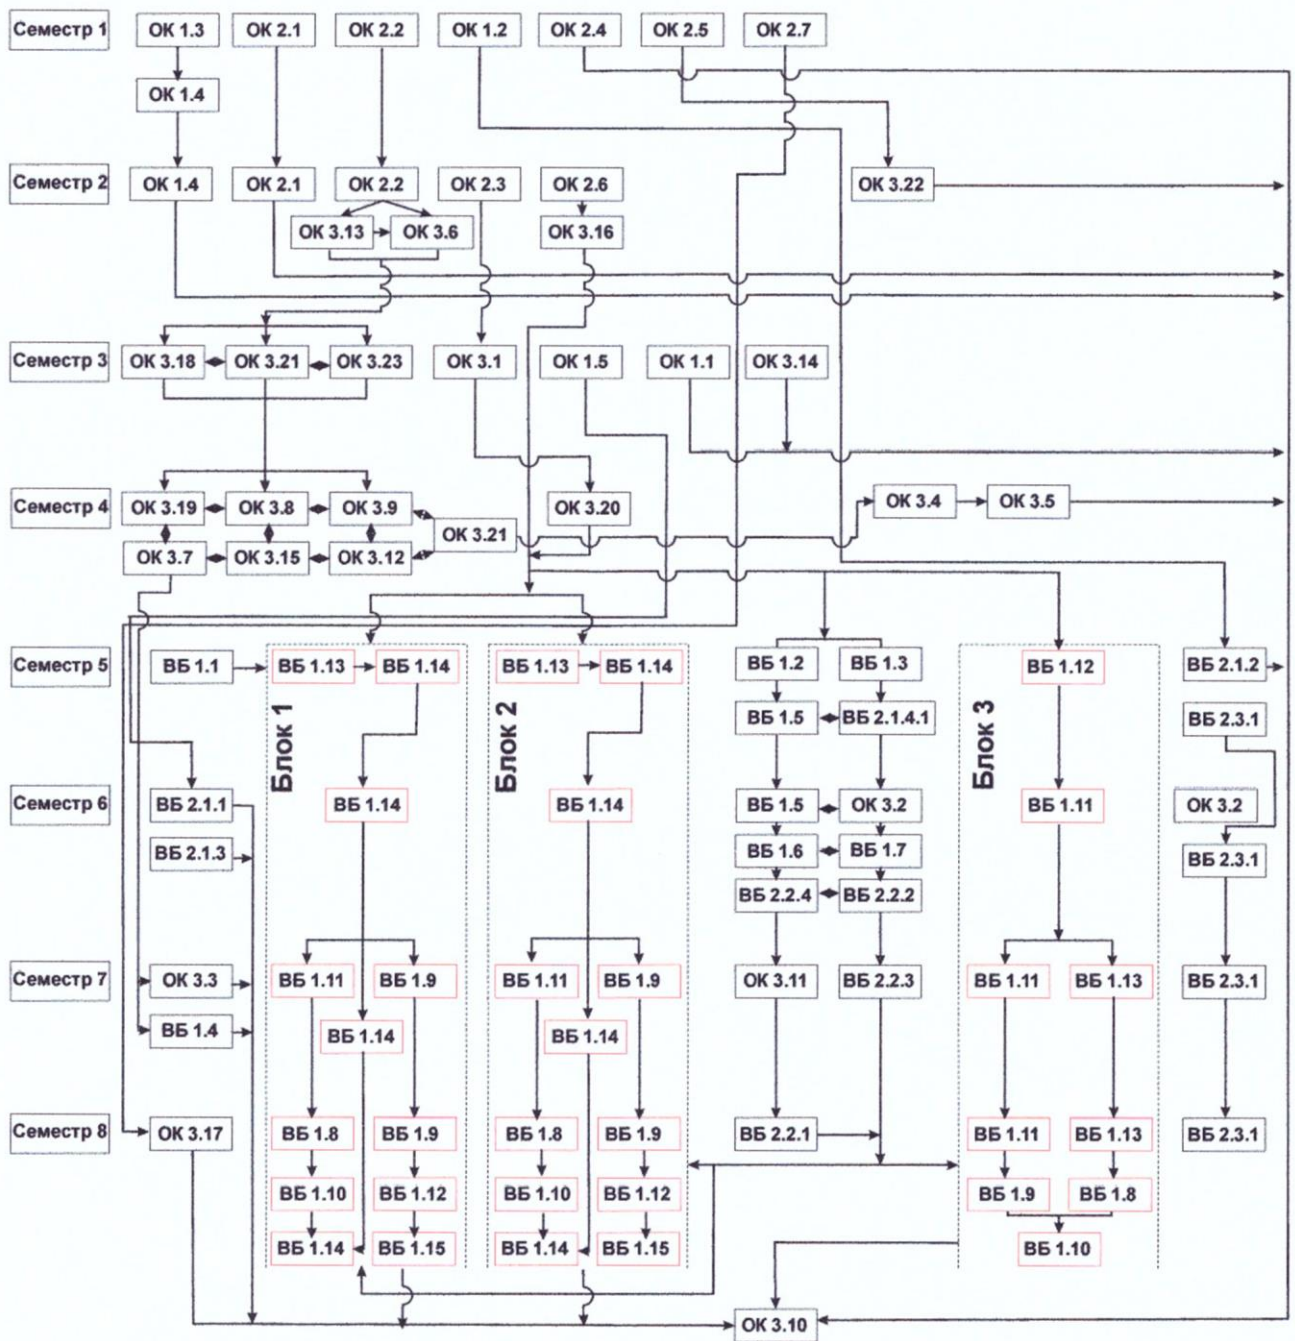 Семестр 1 ОК 1.3 ОК 2.1 ОК 2.2 ОК 1.2 ОК 2.4 ОК 2.5 ОК 2.7
ОК 1.4
Семестр 2 ОК 1.4 ОК 2.1 ОК 2.2 ОК 2.3 ОК 2.6 ОК 3.22
ОК 3.13 ОК 3.6 ОК 3.16
Семестр 3 ОК 3.18 ОК 3.21 ОК 3.23 ОК 3.1 ОК 1.5 ОК 1.1 ОК 3.14
Семестр 4 ОК 3.19 ОК 3.8 ОК 3.9 ОК 3.20 ОК 3.4 ОК 3.5
ОК 3.21
ОК 3.7 ОК 3.15 ОК 3.12
Семестр 5 ВБ 1.1 ВБ 1.13 ВБ 1.14 ВБ 1.13 ВБ 1.14 ВБ 1.2 ВБ 1.3 ВБ 1.12 ВБ 2.1.2
ВБ 1.5 ВБ 2.1.4.1 ВБ 2.3.1
Блок 1 Блок 2 Блок 3
Семестр 6 ВБ 2.1.1 ВБ 1.14 ВБ 1.14 ВБ 1.5 ОК 3.2 ВБ 1.11 ОК 3.2
ВБ 2.1.3 ВБ 1.6 ВБ 1.7 ВБ 2.3.1
ВБ 2.2.4 ВБ 2.2.2
Семестр 7 ОК 3.3 ВБ 1.11 ВБ 1.9 ВБ 1.11 ВБ 1.9 ОК 3.11 ВБ 2.2.3 ВБ 1.11 ВБ 1.13 ВБ 2.3.1
ВБ 1.4 ВБ 1.14 ВБ 1.14
Семестр 8 ОК 3.17 ВБ 1.8 ВБ 1.9 ВБ 1.8 ВБ 1.9 ВБ 2.2.1 ВБ 1.11 ВБ 1.13 ВБ 2.3.1
ВБ 1.10 ВБ 1.12 ВБ 1.10 ВБ 1.12 ВБ 1.9 ВБ 1.8
ВБ 1.14 ВБ 1.15 ВБ 1.14 ВБ 1.15 ВБ 1.10
ОК 3.10